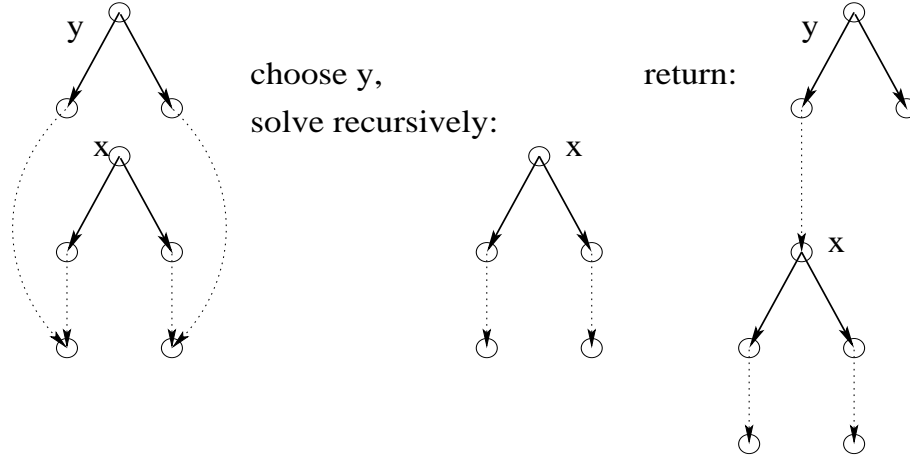 y
choose y,
solve recursively:
x
x
return:
y
x